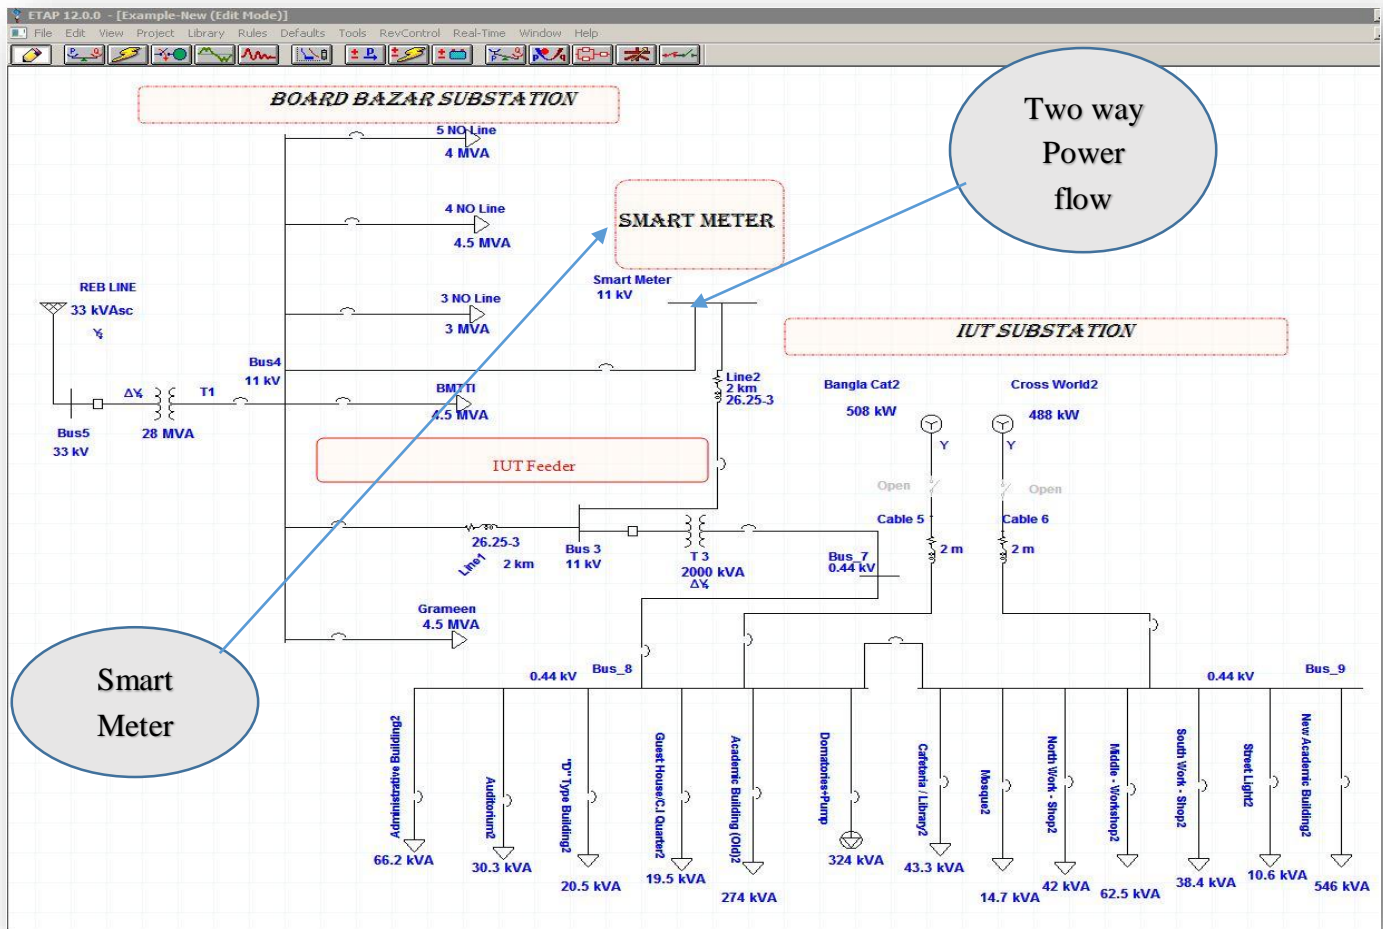 ETAP 12.0.0 - [Example-New (Edit Mode)]
File Edit View Project Library Rules Defaults Tools RevControl Real-Time Window Help
BOARD BAZAR SUBSTATION
5 NO Line
4 MVA
4 NO Line
4.5 MVA
3 NO Line
3 MVA
Two way
Power
flow
SMART METER
Smart Meter
11 kV
REB LINE
33 kVAsc
IUT SUBSTATION
Bus4
11 kV
T1
28 MVA
Bus5
33 kV
BMTTI
4.5 MVA
Line2
2 km
26.25-3
Bangla Cat2
508 kW
Y
Open
Cable 5
2 m
Cross World2
488 kW
Y
Open
Cable 6
2 m
IUT Feeder
26.25-3
Line1
2 km
Bus 3
11 kV
T 3
2000 kVA
Bus_7
0.44 kV
Grameen
4.5 MVA
Smart
Meter
0.44 kV
Bus_8
0.44 kV
Bus_9
Administrative Building2
66.2 kVA
Auditorium2
30.3 kVA
"D" Type Building2
20.5 kVA
Guest House/C.I Quarter2
19.5 kVA
Academic Building (Old)2
274 kVA
Domatories+Pump
324 kVA
Cafeteria / Library2
43.3 kVA
Mosque2
14.7 kVA
North Work - Shop2
42 kVA
Middle - Workshop2
62.5 kVA
South Work - Shop2
38.4 kVA
Street Light2
10.6 kVA
New Academic Building2
546 kVA